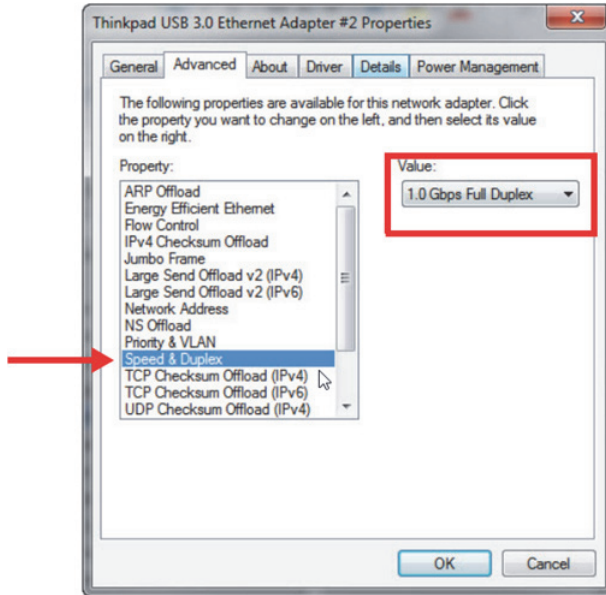 Thinkpad USB 3.0 Ethernet Adapter #2 Properties
General Advanced About Driver Details Power Management
The following properties are available for this network adapter. Click
the property you want to change on the left, and then select its value
on the right.
Property:
Value:
1.0 Gbps Full Duplex
ARP Offload
Energy Efficient Ethernet
Flow Control
IPv4 Checksum Offload
Jumbo Frame
Large Send Offload v2 (IPv4)
Large Send Offload v2 (IPv6)
Network Address
NS Offload
Priority & VLAN
Speed & Duplex
TCP Checksum Offload (IPv4)
TCP Checksum Offload (IPv6)
UDP Checksum Offload (IPv4)
OK Cancel